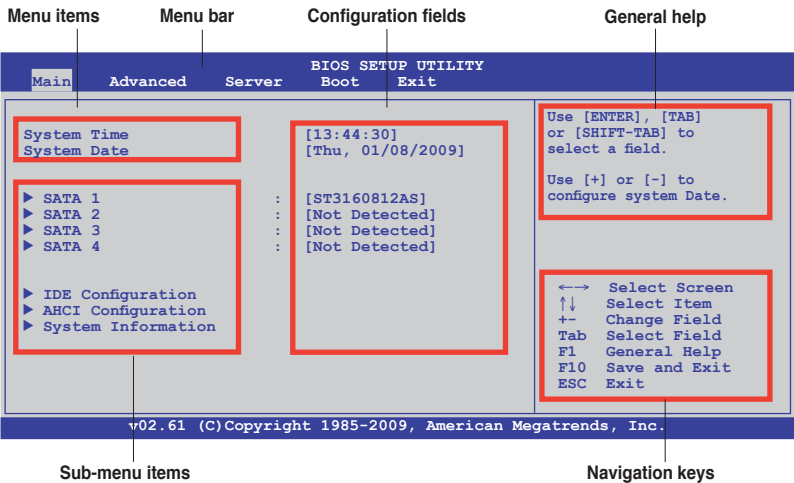 Menu items Menu bar Configuration fields General help
BIOS SETUP UTILITY
Main Advanced Server Boot Exit
System Time [13:44:30]
System Date [Thu, 01/08/2009]
▶ SATA 1 : [ST3160812AS]
▶ SATA 2 : [Not Detected]
▶ SATA 3 : [Not Detected]
▶ SATA 4 : [Not Detected]
▶ IDE Configuration
▶ AHCI Configuration
▶ System Information
Use [ENTER], [TAB]
or [SHIFT-TAB] to
select a field.
Use [+] or [-] to
configure system Date.
←→ Select Screen
↑↓ Select Item
+- Change Field
Tab Select Field
F1 General Help
F10 Save and Exit
ESC Exit
v02.61 (C)Copyright 1985-2009, American Megatrends, Inc.
Sub-menu items Navigation keys